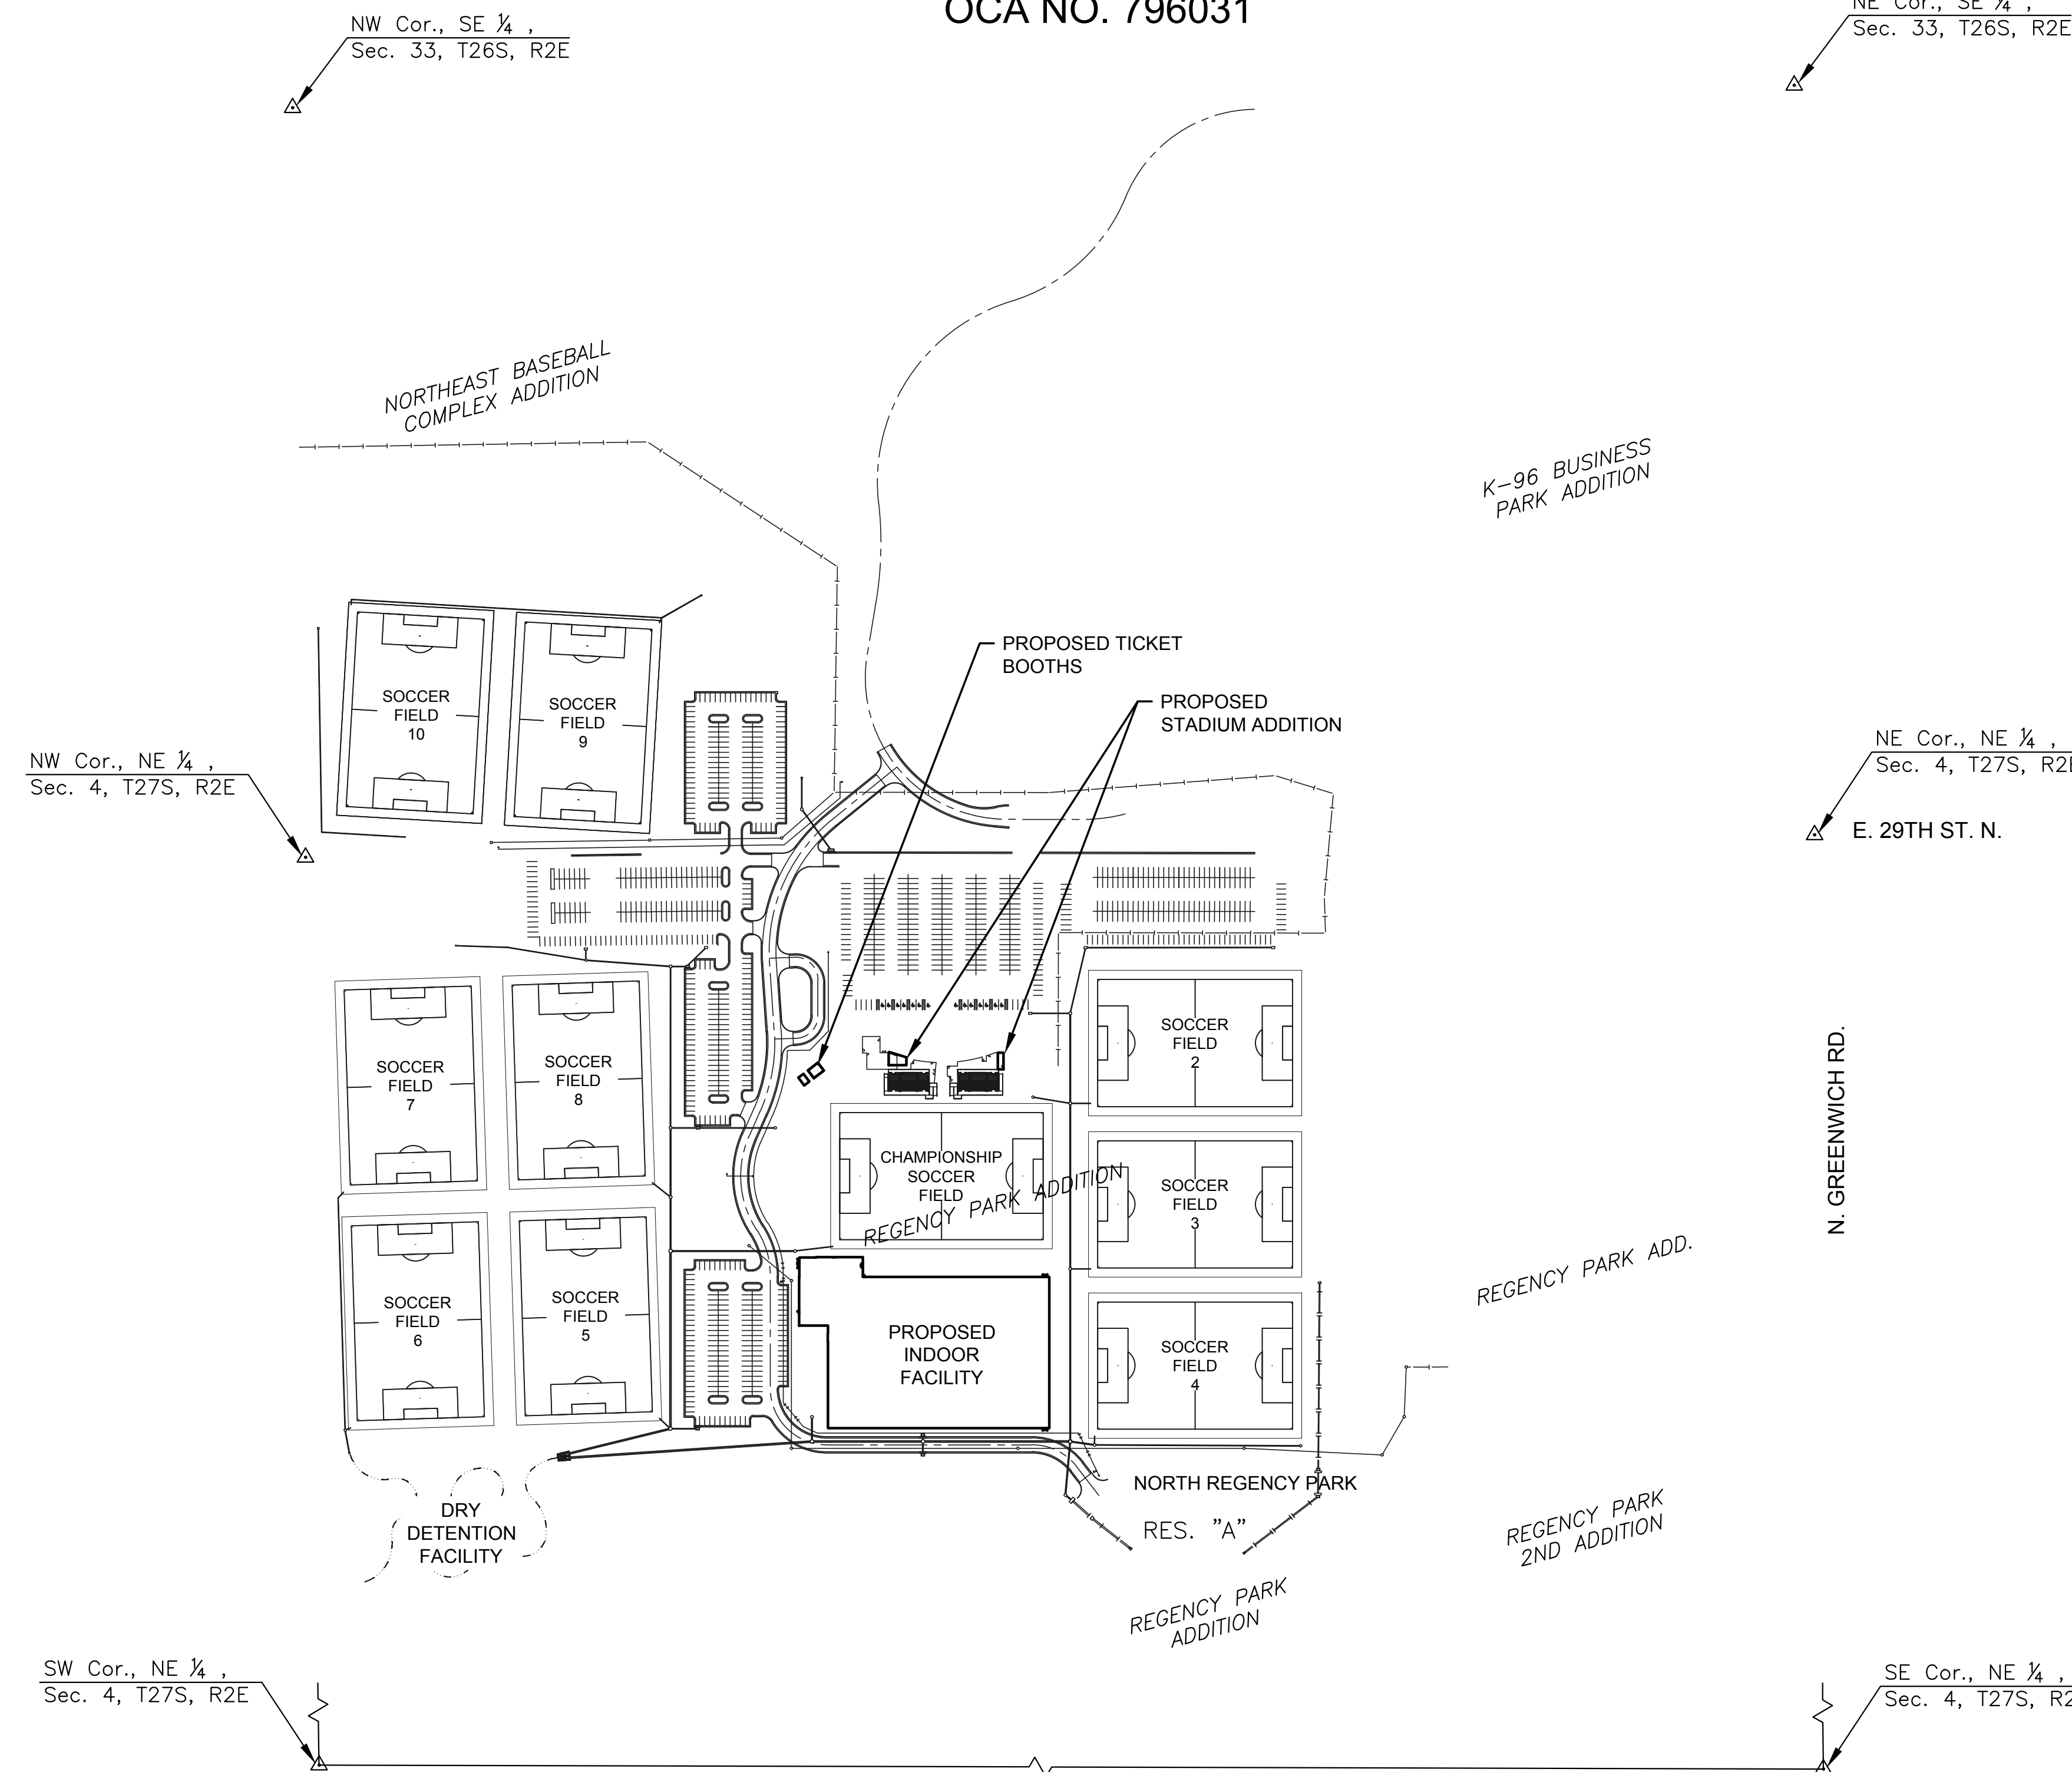 OCA NO. 796031
NW Cor., SE ¼ ,
Sec. 33, T26S, R2E
NE Cor., SE ¼ ,
Sec. 33, T26S, R2E
NORTHEAST BASEBALL
COMPLEX ADDITION
K-96 BUSINESS
PARK ADDITION
PROPOSED TICKET
BOOTHS
PROPOSED
STADIUM ADDITION
SOCCER
FIELD
10
SOCCER
FIELD
9
NW Cor., NE ¼ ,
Sec. 4, T27S, R2E
NE Cor., NE ¼ ,
Sec. 4, T27S, R2E
E. 29TH ST. N.
SOCCER
FIELD
7
SOCCER
FIELD
8
SOCCER
FIELD
2
N. GREENWICH RD.
CHAMPIONSHIP
SOCCER
FIELD
REGENCY PARK ADDITION
SOCCER
FIELD
3
REGENCY PARK ADD.
SOCCER
FIELD
6
SOCCER
FIELD
5
PROPOSED
INDOOR
FACILITY
SOCCER
FIELD
4
NORTH REGENCY PARK
RES. "A"
DRY
DETENTION
FACILITY
REGENCY PARK
2ND ADDITION
REGENCY PARK
ADDITION
SW Cor., NE ¼ ,
Sec. 4, T27S, R2E
SE Cor., NE ¼ ,
Sec. 4, T27S, R2